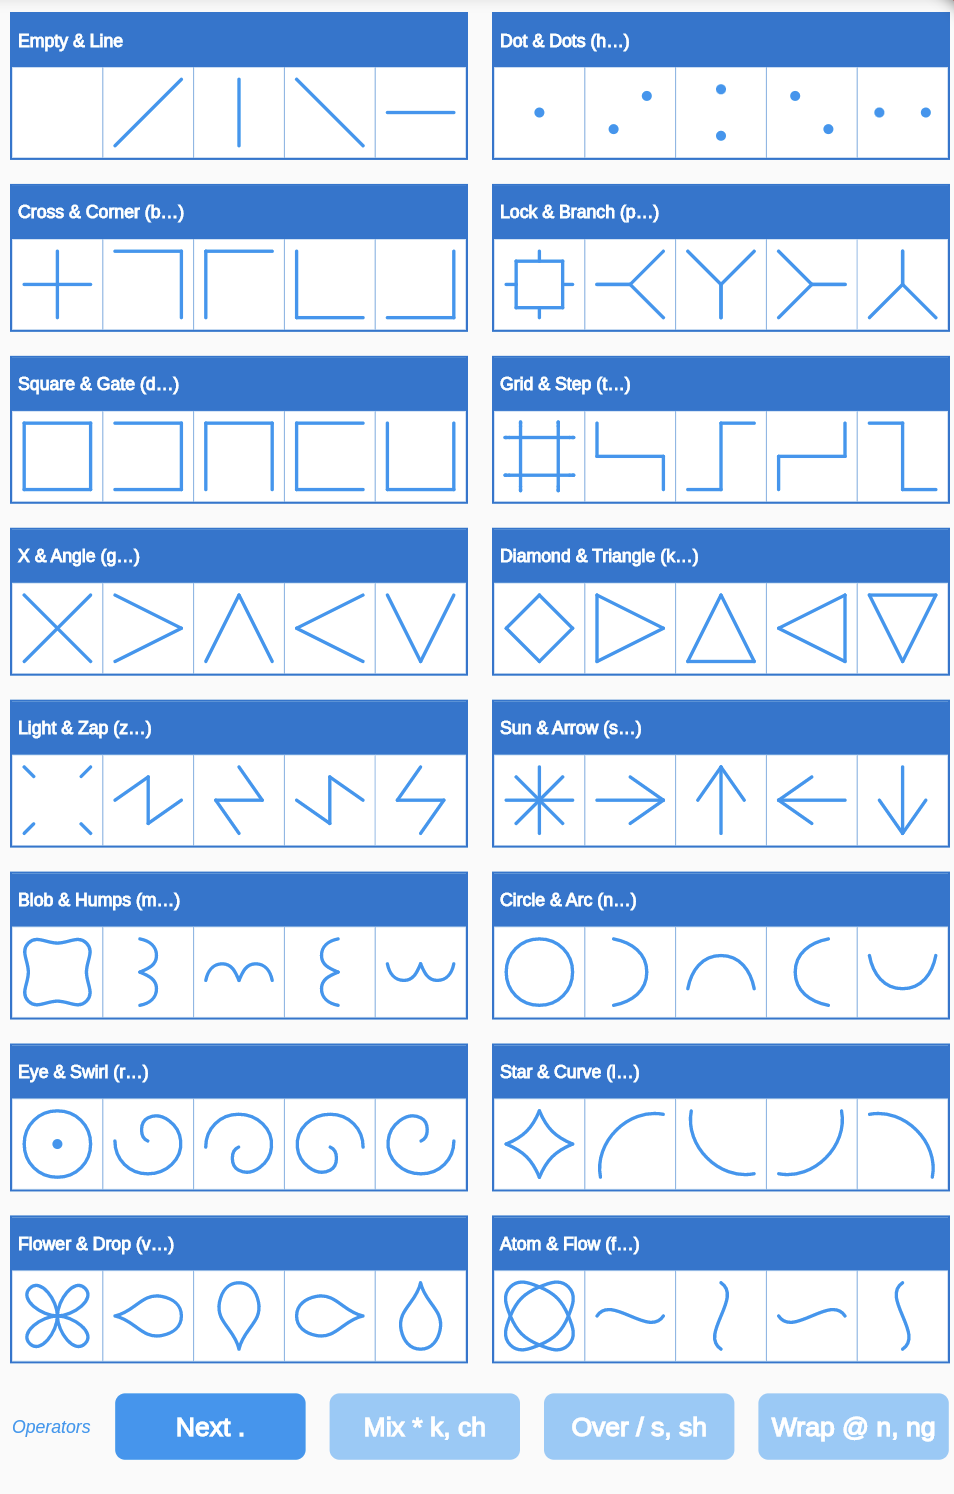 Empty & Line
Dot & Dots (h…)
Cross & Corner (b…)
Lock & Branch (p…)
Square & Gate (d…)
Grid & Step (t…)
X & Angle (g…)
Diamond & Triangle (k…)
Light & Zap (z…)
Sun & Arrow (s…)
Blob & Humps (m…)
Circle & Arc (n…)
Eye & Swirl (r…)
Star & Curve (l…)
Flower & Drop (v…)
Atom & Flow (f…)
Operators
Next .
Mix * k, ch
Over / s, sh
Wrap @ n, ng